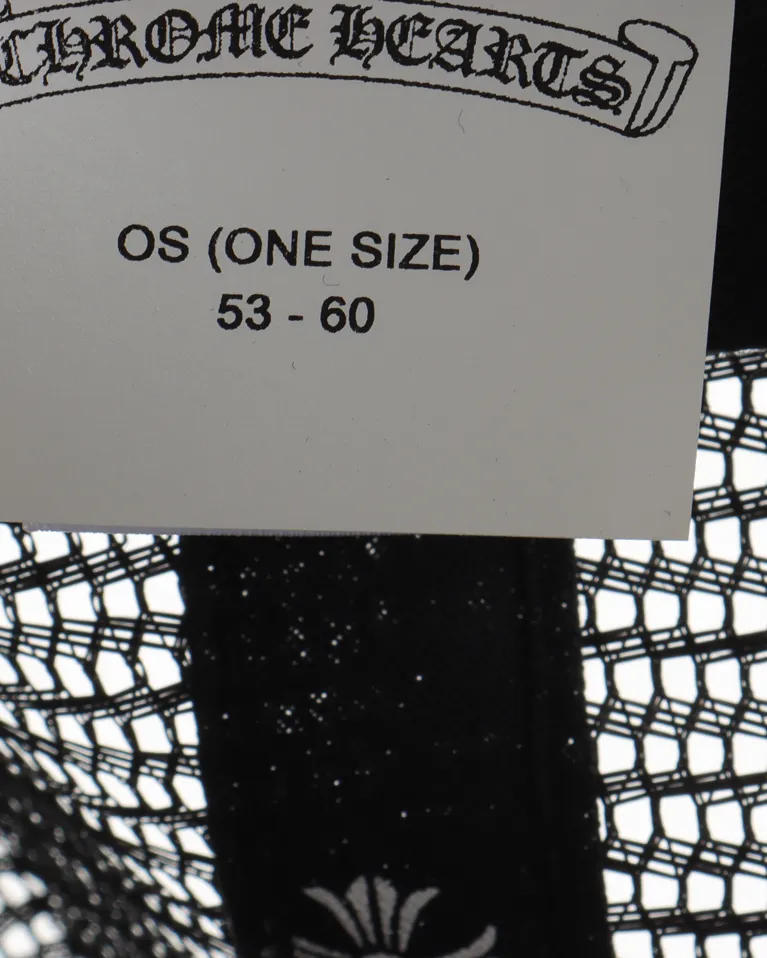 CHROME HEARTS
OS (ONE SIZE)
53 - 60